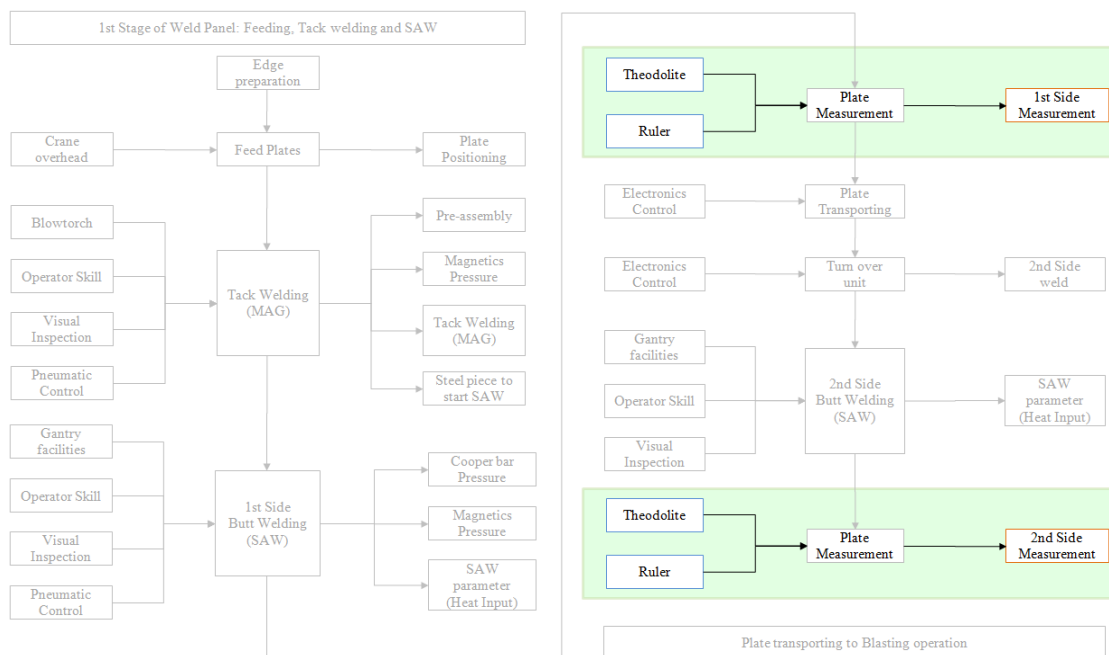 1st Stage of Weld Panel: Feeding, Tack welding and SAW
Edge
preparation
Crane
overhead
Feed Plates
Plate
Positioning
Blowtorch
Operator Skill
Visual
Inspection
Pneumatic
Control
Tack Welding
(MAG)
Pre-assembly
Magnetics
Pressure
Tack Welding
(MAG)
Steel piece to
start SAW
Gantry
facilities
Operator Skill
Visual
Inspection
Pneumatic
Control
1st Side
Butt Welding
(SAW)
Cooper bar
Pressure
Magnetics
Pressure
SAW
parameter
(Heat Input)
Theodolite
Ruler
Plate
Measurement
1st Side
Measurement
Electronics
Control
Plate
Transporting
Electronics
Control
Turn over
unit
2nd Side
weld
Gantry
facilities
Operator Skill
Visual
Inspection
2nd Side
Butt Welding
(SAW)
SAW
parameter
(Heat Input)
Theodolite
Ruler
Plate
Measurement
2nd Side
Measurement
Plate transporting to Blasting operation